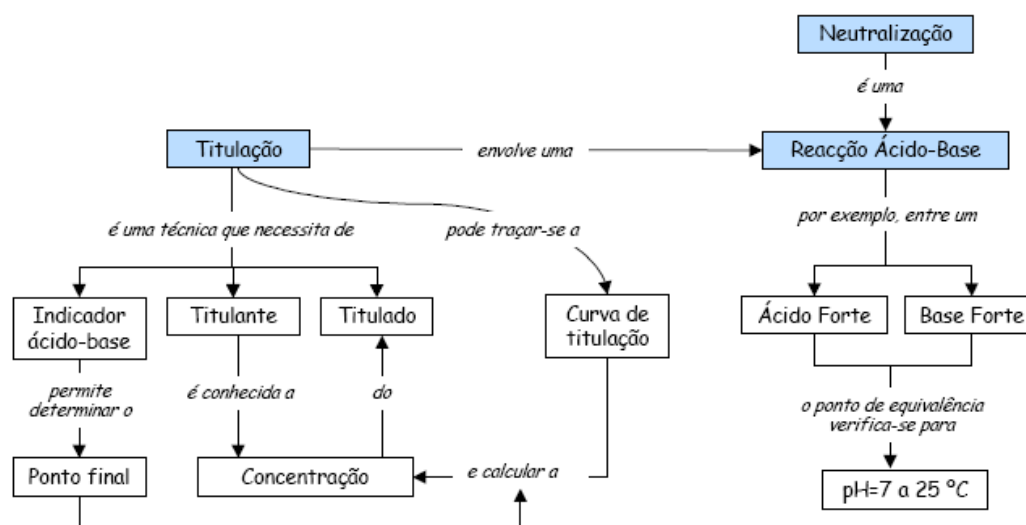 Neutralização
é uma
Titulação
envolve uma
Reacção Ácido-Base
é uma técnica que necessita de
pode traçar-se a
por exemplo, entre um
Indicador
ácido-base
Titulante
Titulado
Curva de
titulação
Ácido Forte
Base Forte
permite
determinar o
é conhecida a
do
o ponto de equivalência
verifica-se para
Ponto final
Concentração
e calcular a
pH=7 a 25 ºC